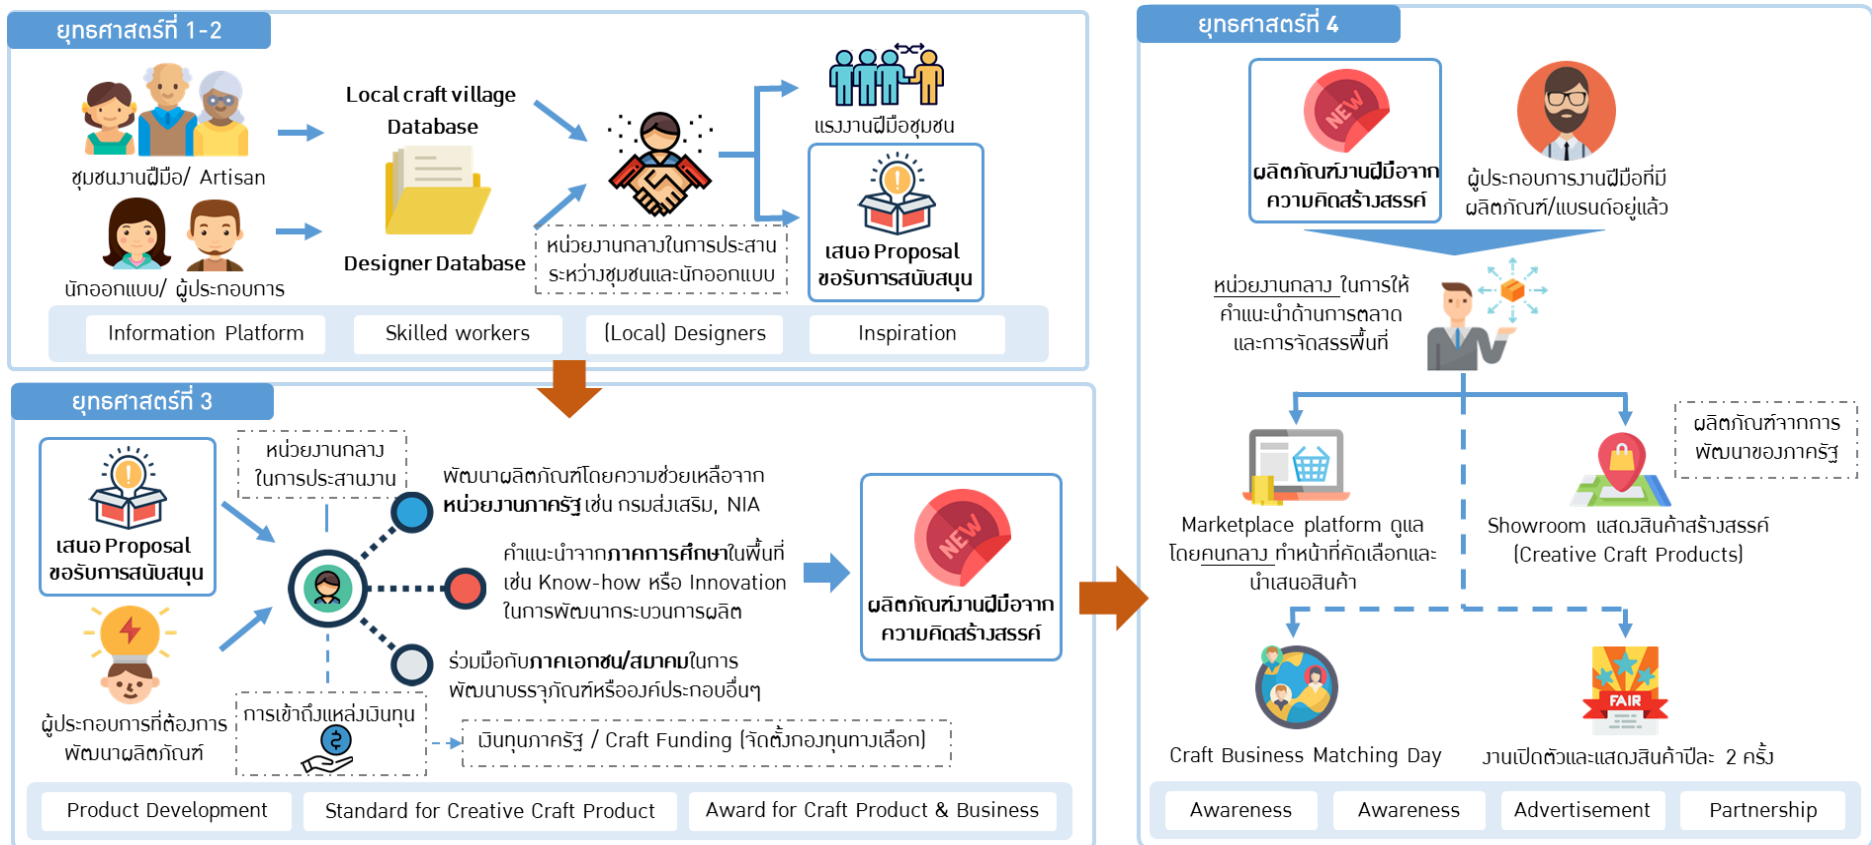 ยุทธศาสตร์ที่ 1-2
ชุมชนงานฝีมือ/ Artisan
นักออกแบบ/ ผู้ประกอบการ
Local craft village
Database
Designer Database
หน่วยงานกลางในการประสาน
ระหว่างชุมชนและนักออกแบบ
แรงงานฝีมือชุมชน
เสนอ Proposal
ขอรับการสนับสนุน
Information Platform
Skilled workers
(Local) Designers
Inspiration
ยุทธศาสตร์ที่ 3
เสนอ Proposal
ขอรับการสนับสนุน
ผู้ประกอบการที่ต้องการ
พัฒนาผลิตภัณฑ์
หน่วยงานกลาง
ในการประสานงาน
การเข้าถึงแหล่งเงินทุน
พัฒนาผลิตภัณฑ์โดยความช่วยเหลือจาก
หน่วยงานภาครัฐ เช่น กรมส่งเสริม, NIA
คำแนะนำจากภาคการศึกษาในพื้นที่
เช่น Know-how หรือ Innovation
ในการพัฒนากระบวนการผลิต
ร่วมมือกับภาคเอกชน/สมาคมในการ
พัฒนาบรรจุภัณฑ์หรือองค์ประกอบอื่นๆ
เงินทุนภาครัฐ / Craft Funding (จัดตั้งกองทุนทางเลือก)
NEW
ผลิตภัณฑ์งานฝีมือจาก
ความคิดสร้างสรรค์
Product Development
Standard for Creative Craft Product
Award for Craft Product & Business
ยุทธศาสตร์ที่ 4
NEW
ผลิตภัณฑ์งานฝีมือจาก
ความคิดสร้างสรรค์
ผู้ประกอบการงานฝีมือที่มี
ผลิตภัณฑ์/แบรนด์อยู่แล้ว
หน่วยงานกลาง ในการให้
คำแนะนำด้านการตลาด
และการจัดสรรพื้นที่
ผลิตภัณฑ์จากการ
พัฒนาของภาครัฐ
Marketplace platform ดูแล
โดยคนกลาง ทำหน้าที่คัดเลือกและ
นำเสนอสินค้า
Showroom แสดงสินค้าสร้างสรรค์
(Creative Craft Products)
Craft Business Matching Day
FAIR
งานเปิดตัวและแสดงสินค้าปีละ 2 ครั้ง
Awareness
Awareness
Advertisement
Partnership